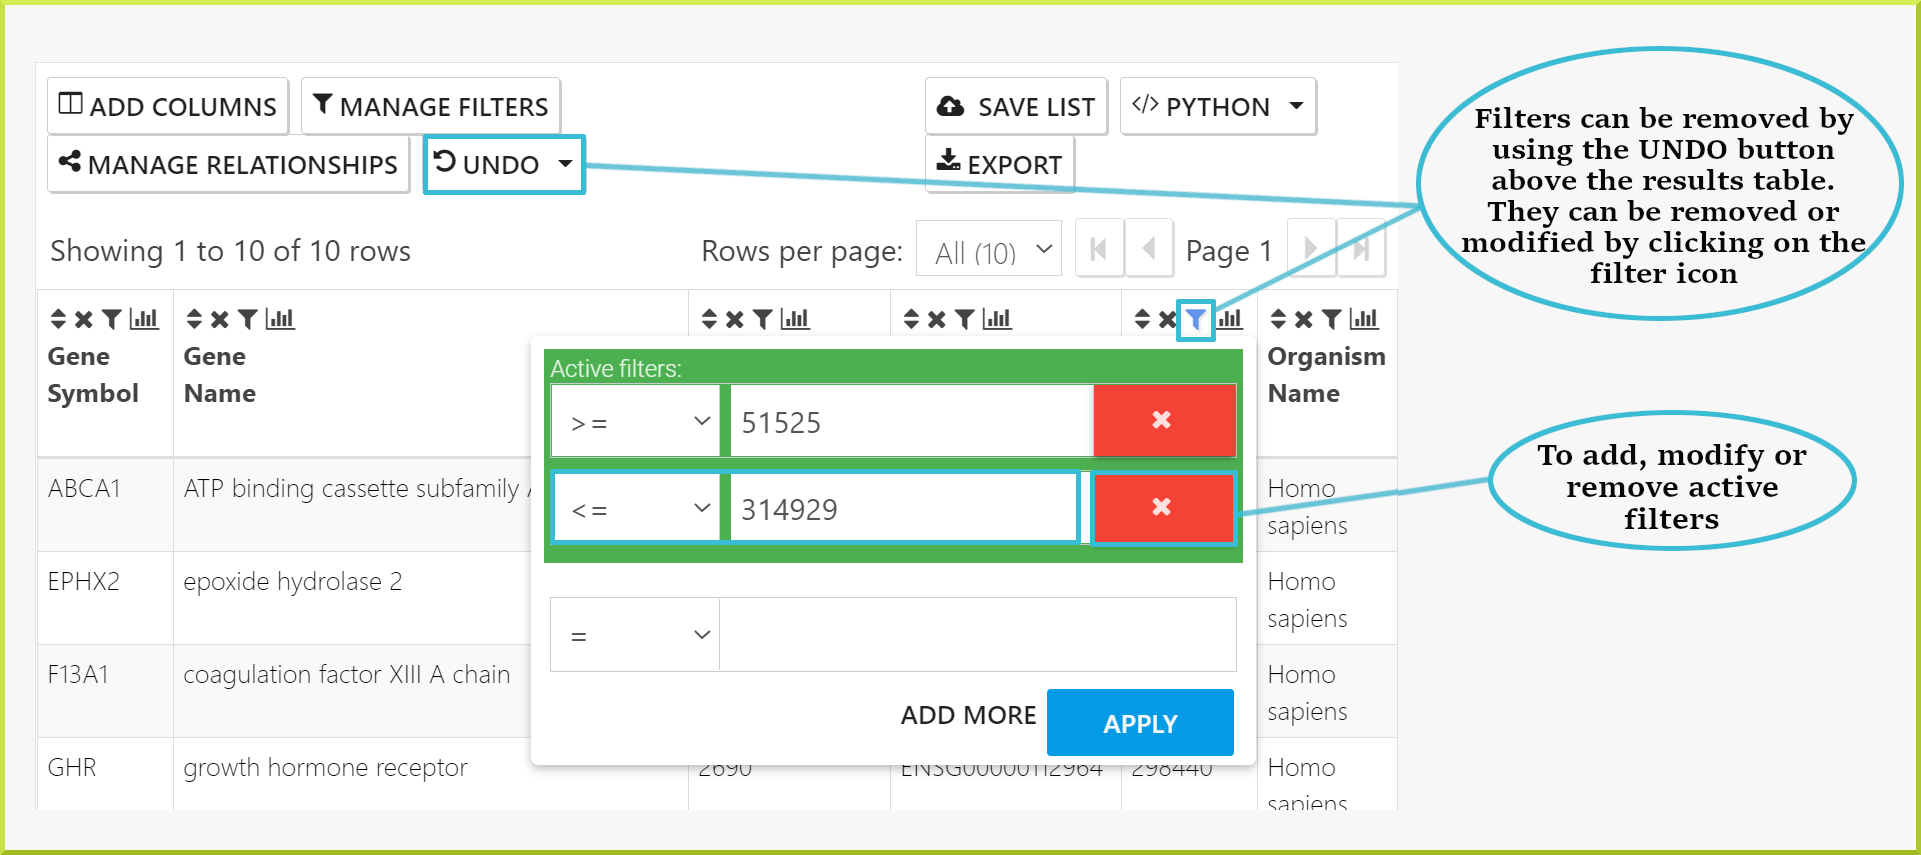 ADD COLUMNS
MANAGE FILTERS
SAVE LIST
</> PYTHON
MANAGE RELATIONSHIPS
UNDO
EXPORT
Showing 1 to 10 of 10 rows
Rows per page:
All (10)
Page 1
Gene
Symbol
Gene
Name
Organism
Name
Active filters:
>=
51525
<=
314929
=
ADD MORE
APPLY
ABCA1
ATP binding cassette subfamily
Homo
sapiens
EPHX2
epoxide hydrolase 2
Homo
sapiens
F13A1
coagulation factor XIII A chain
Homo
sapiens
GHR
growth hormone receptor
2690
ENSG00000112964
298440
Homo
sapiens
Filters can be removed by
using the UNDO button
above the results table.
They can be removed or
modified by clicking on the
filter icon
To add, modify or
remove active
filters